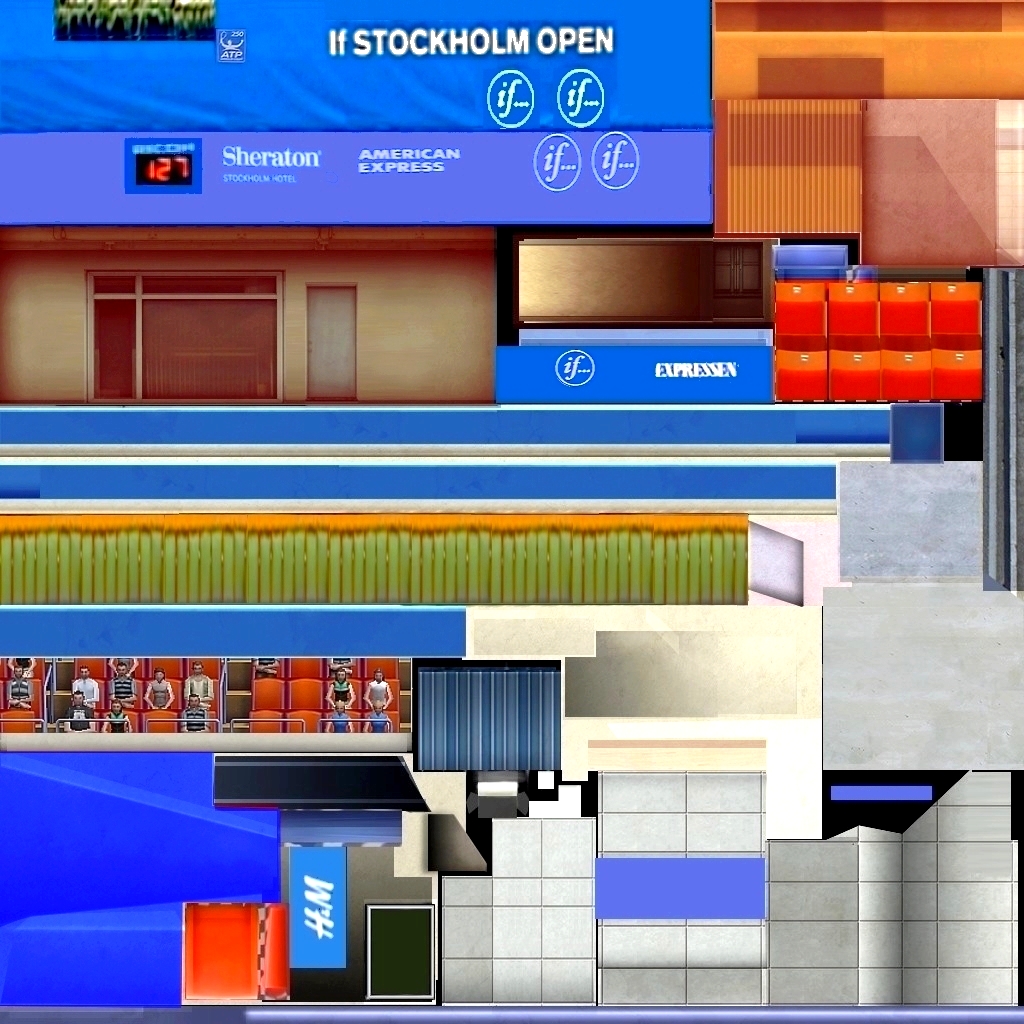 250
ATP
If STOCKHOLM OPEN
if...
if...
127
Sheraton
STOCKHOLM HOTEL
AMERICAN
EXPRESS
if...
if...
if...
EXPRESSEN
H&M